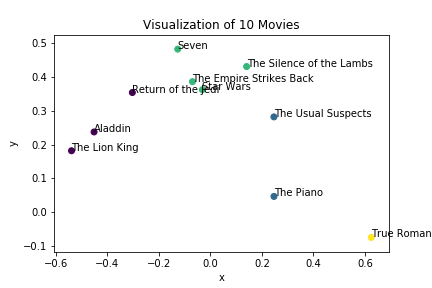 Visualization of 10 Movies
Seven
The Silence of the Lambs
The Empire Strikes Back
Star Wars
Return of the Jedi
The Usual Suspects
Aladdin
The Lion King
The Piano
True Roman
y
0.5
0.4
0.3
0.2
0.1
0.0
−0.1
−0.6
−0.4
−0.2
0.0
0.2
0.4
0.6
x